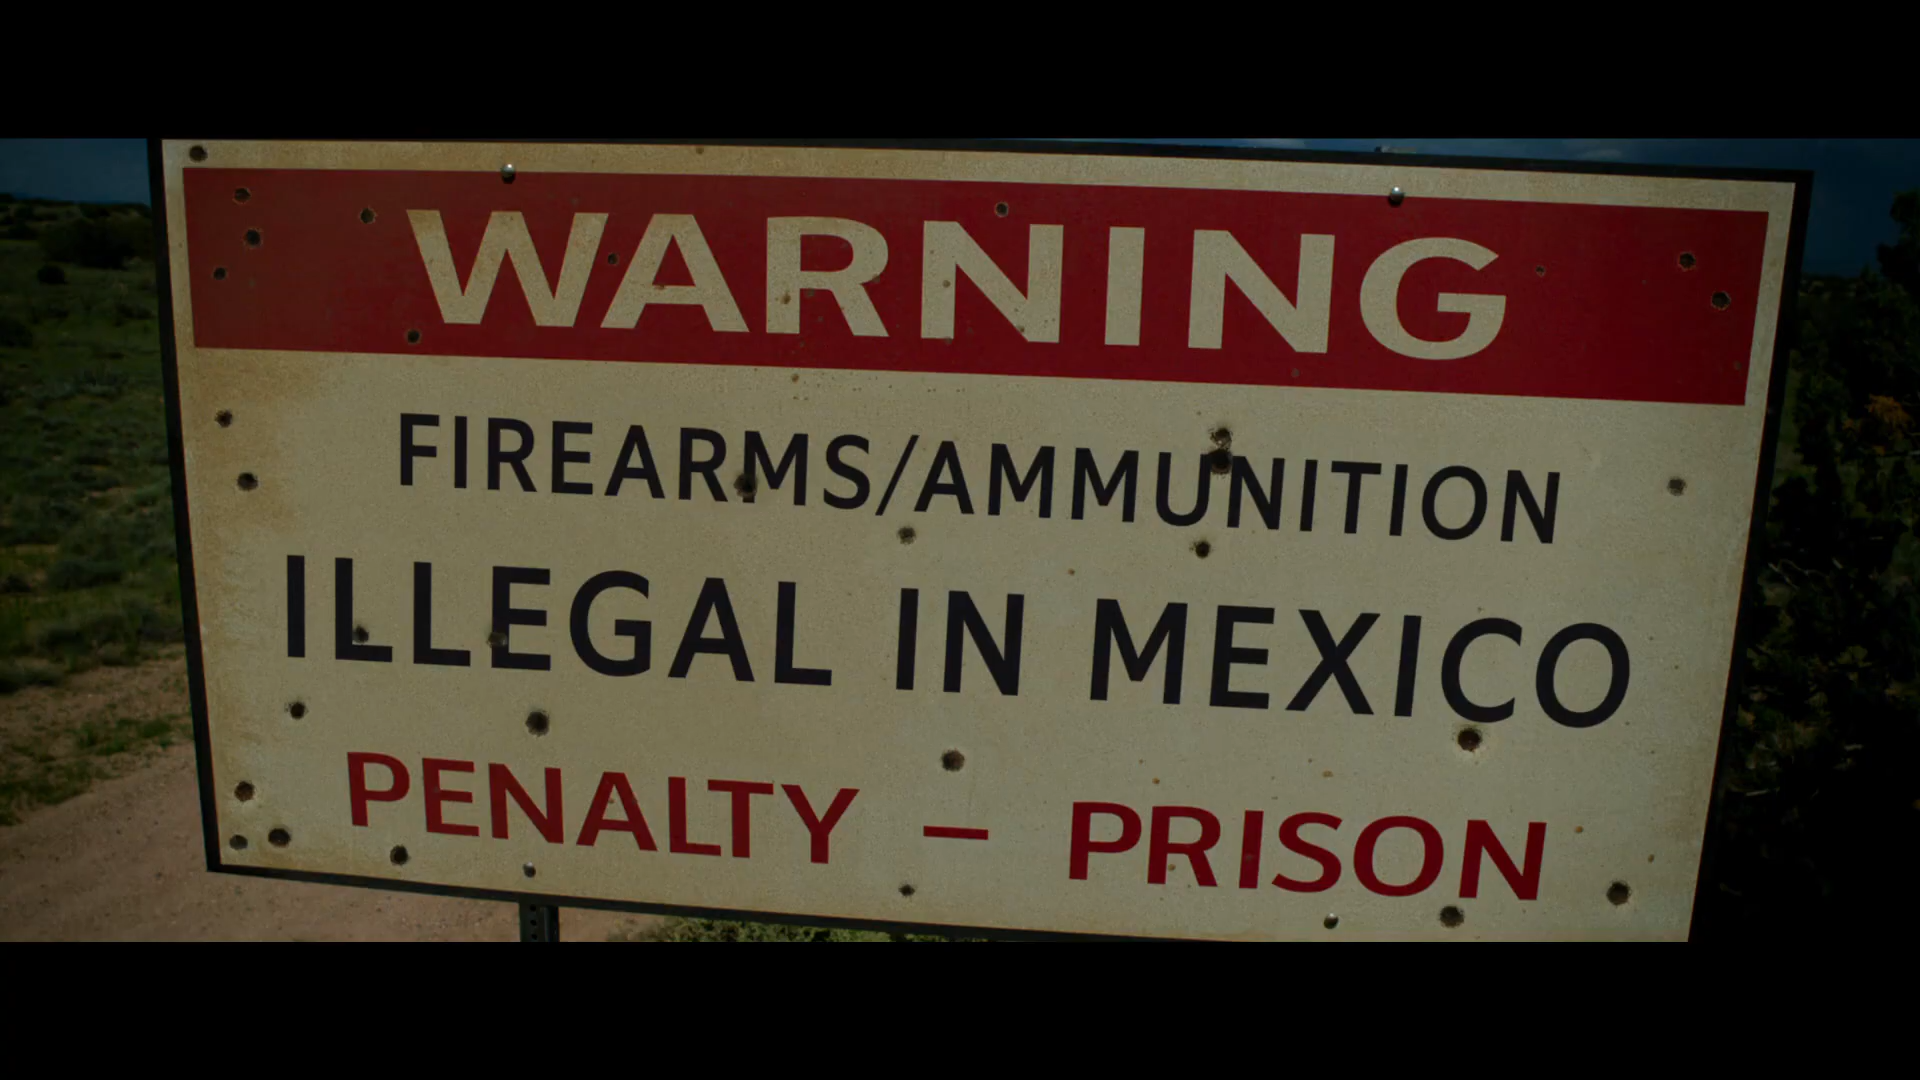 WARNING
FIREARMS/AMMUNITION
ILLEGAL IN MEXICO
PENALTY – PRISON